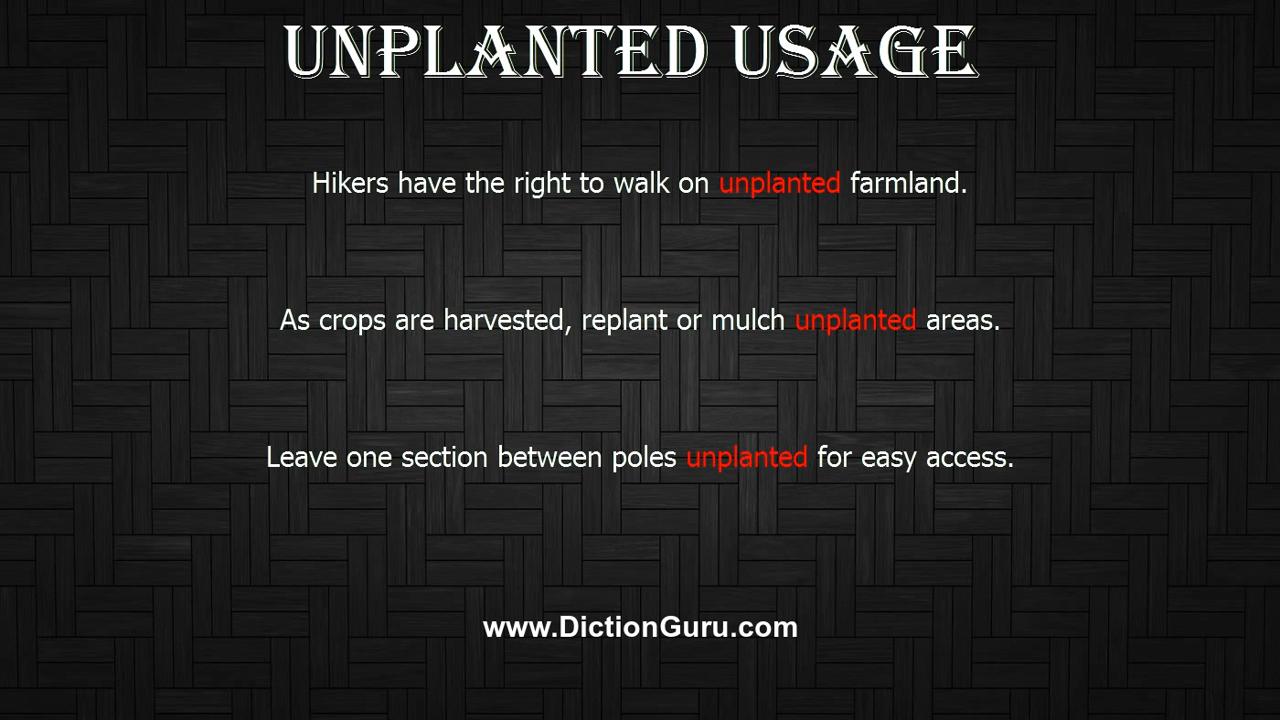 UNPLANTED USAGE
Hikers have the right to walk on unplanted farmland.
As crops are harvested, replant or mulch unplanted areas.
Leave one section between poles unplanted for easy access.
www.DictionGuru.com